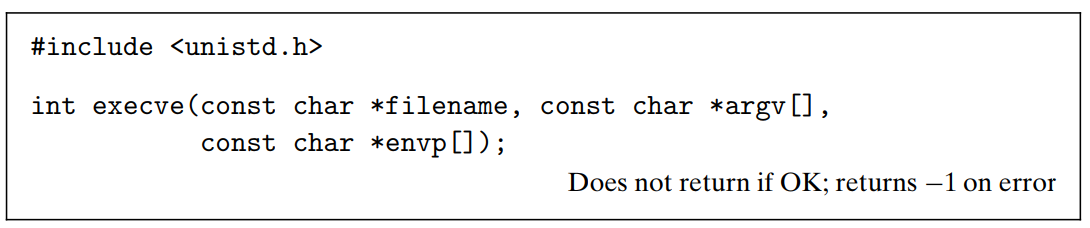 #include <unistd.h>
int execve(const char *filename, const char *argv[],
const char *envp[]);
Does not return if OK; returns −1 on error